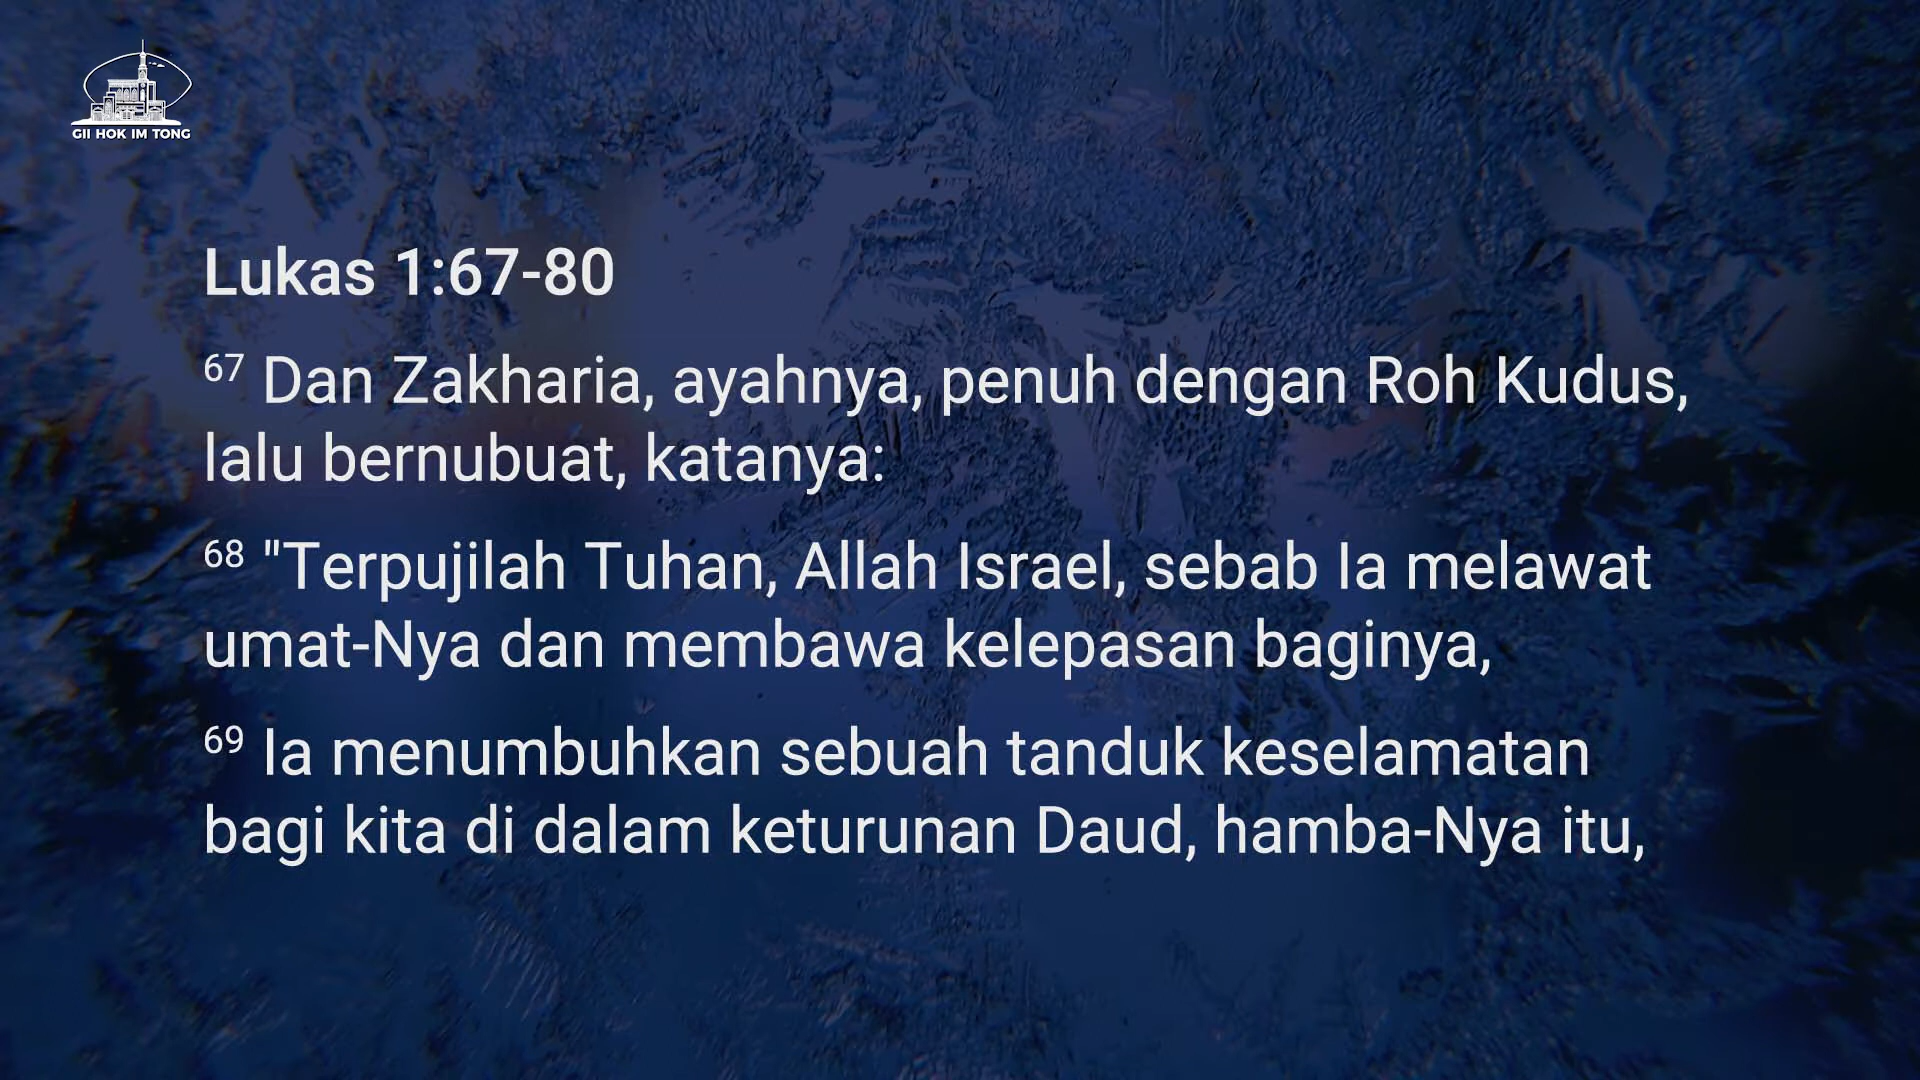 GII HOK IM TONG
Lukas 1:67-80
67 Dan Zakharia, ayahnya, penuh dengan Roh Kudus,
lalu bernubuat, katanya:
68 "Terpujilah Tuhan, Allah Israel, sebab Ia melawat
umat-Nya dan membawa kelepasan baginya,
69 Ia menumbuhkan sebuah tanduk keselamatan
bagi kita di dalam keturunan Daud, hamba-Nya itu,